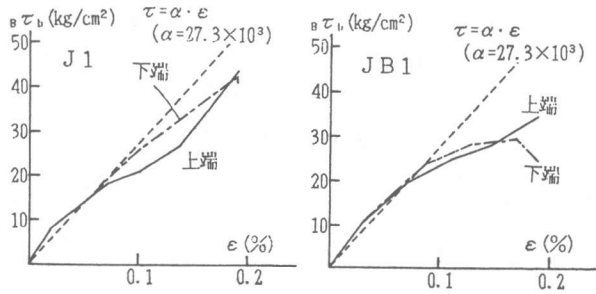 Bτb (kg/cm²)
τ=α·ε
(α=27.3×10³)
J1
下端
上端
50
40
30
20
10
ε(%)
0.1
0.2
Bτb (kg/cm²)
τ=α·ε
(α=27.3×10³)
JB1
上端
下端
50
40
30
20
10
ε(%)
0.1
0.2